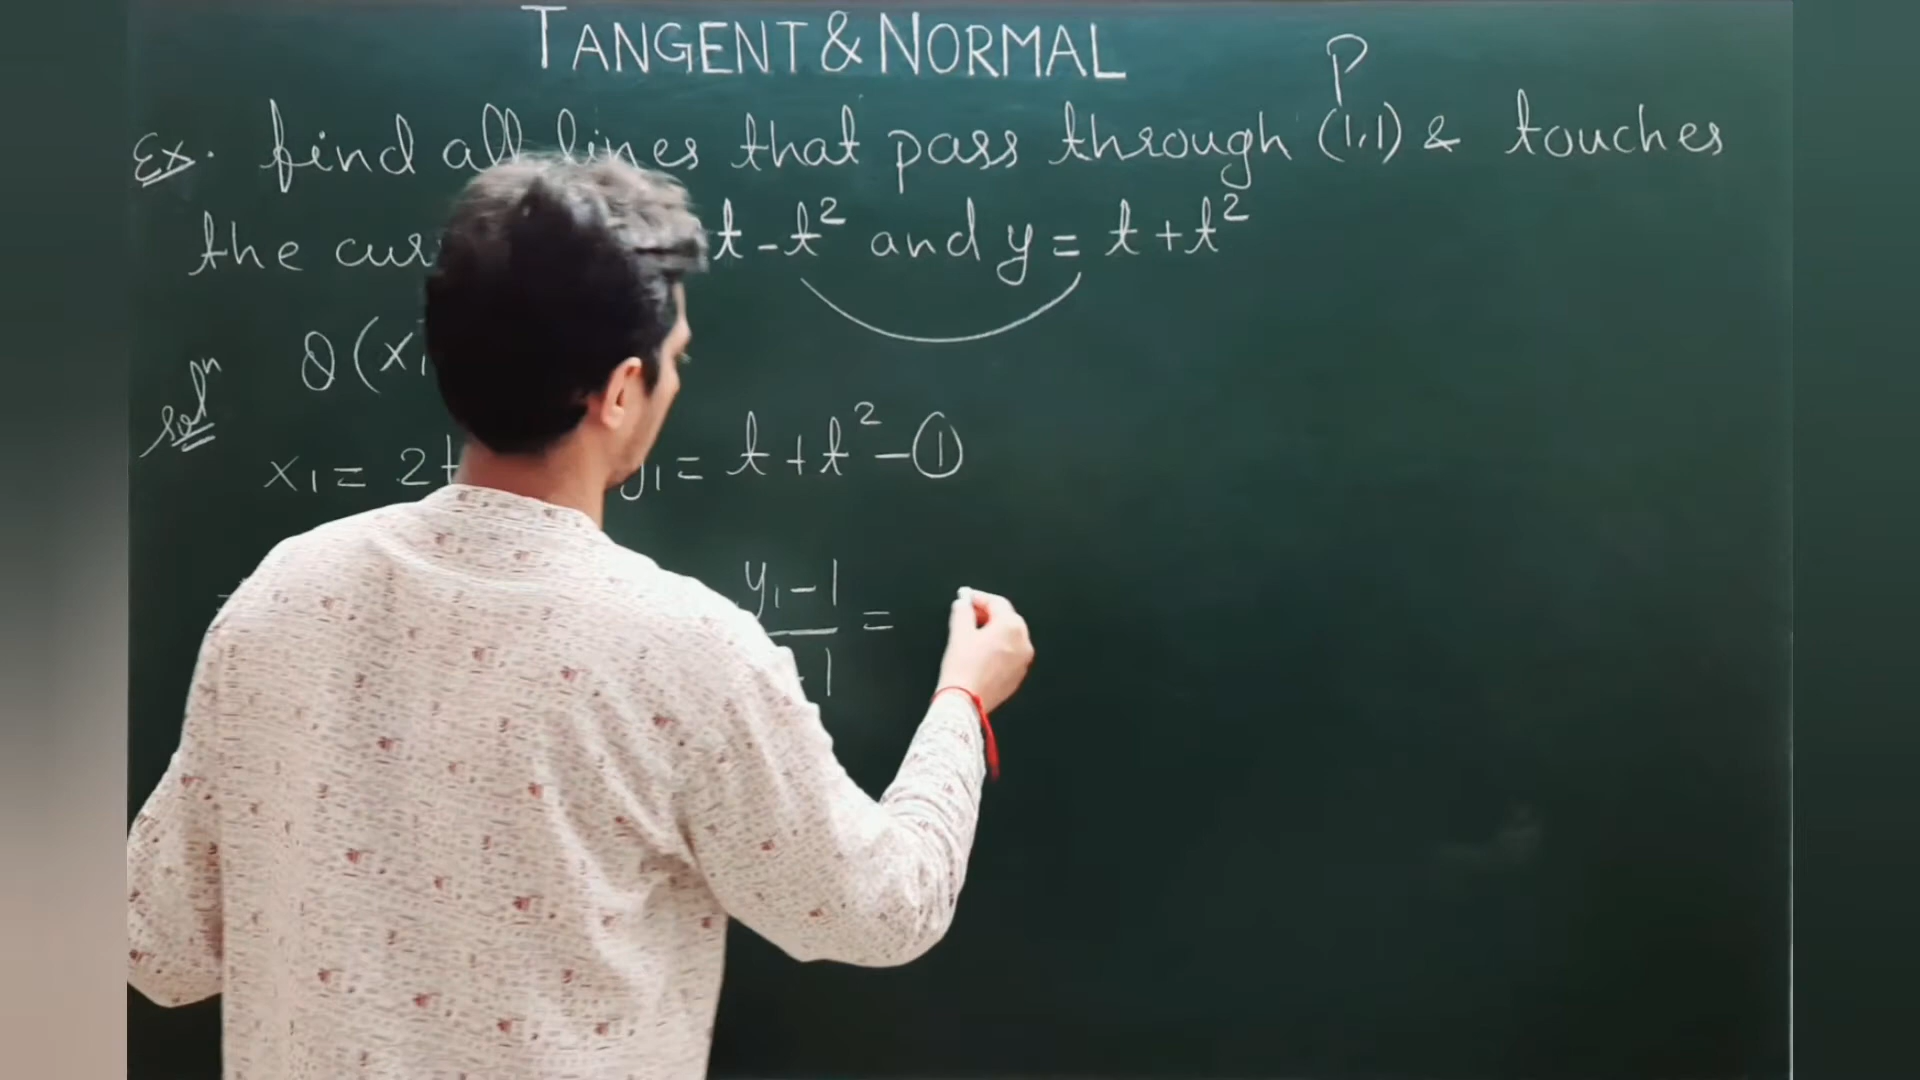 TANGENT & NORMAL
P
Ex. find all lines that pass through (1,1) & touches
the t - t² and y = t + t²
Q(x
Solⁿ
x₁ = 2t y₁ = t + t² - ①
y₁ - 1 =
1